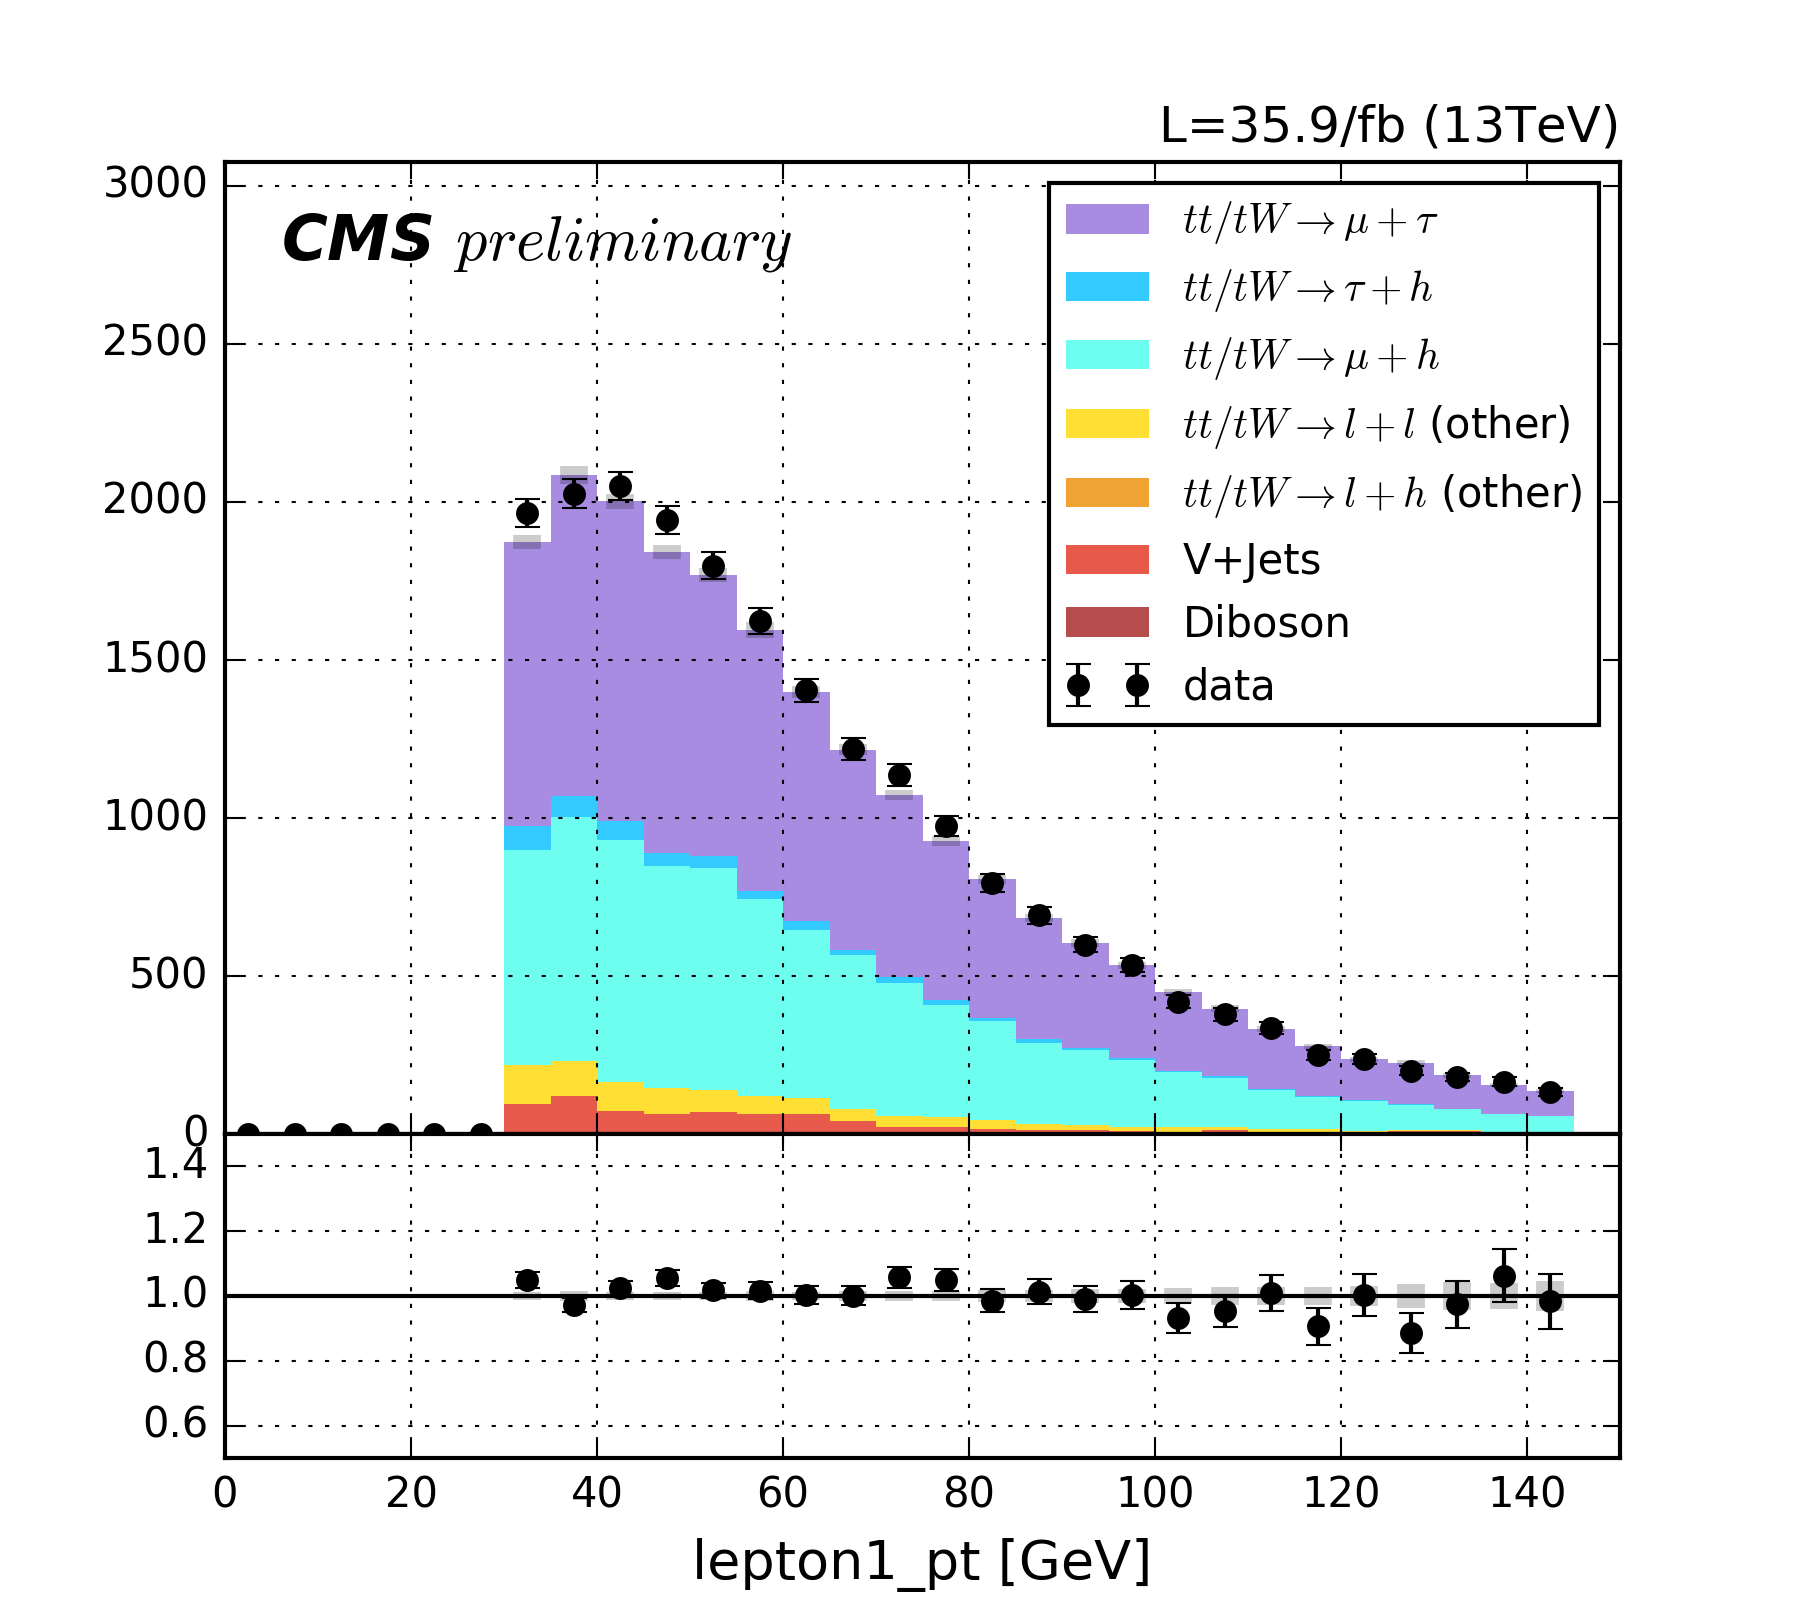 L=35.9/fb (13TeV)
CMS preliminary
tt/tW→μ+τ
tt/tW→τ+h
tt/tW→μ+h
tt/tW→l+l (other)
tt/tW→l+h (other)
V+Jets
Diboson
data
3000
2500
2000
1500
1000
500
0
1.4
1.2
1.0
0.8
0.6
0 20 40 60 80 100 120 140
lepton1_pt [GeV]